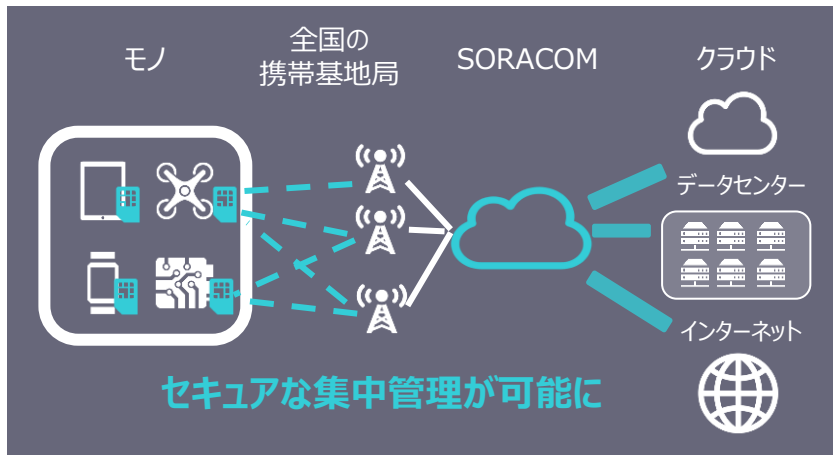 モノ
全国の
携帯基地局
SORACOM
クラウド
データセンター
インターネット
セキュアな集中管理が可能に